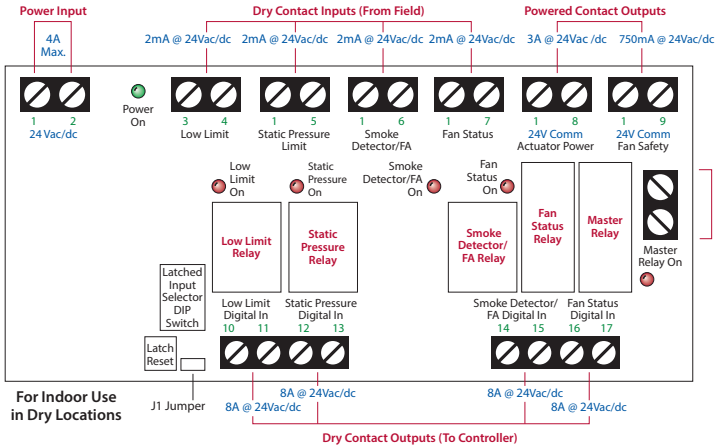 Power Input
Dry Contact Inputs (From Field)
Powered Contact Outputs
4A
Max.
2mA @ 24Vac/dc
2mA @ 24Vac/dc
2mA @ 24Vac/dc
2mA @ 24Vac/dc
3A @ 24Vac /dc
750mA @ 24Vac/dc
Power
On
1 2
24 Vac/dc
3 4
Low Limit
1 5
Static Pressure
Limit
1 6
Smoke
Detector/FA
1 7
Fan Status
1 8
24V Comm
Actuator Power
1 9
24V Comm
Fan Safety
Low
Limit
On
Static
Pressure
On
Smoke
Detector/FA
On
Fan
Status
On
Low Limit
Relay
Static
Pressure
Relay
Smoke
Detector/
FA Relay
Fan
Status
Relay
Master
Relay
Master
Relay On
Latched
Input
Selector
DIP
Switch
Low Limit
Digital In
10 11
Static Pressure
Digital In
12 13
Smoke Detector/
FA Digital In
14 15
Fan Status
Digital In
16 17
Latch
Reset
For Indoor Use
in Dry Locations
J1 Jumper
8A @ 24Vac/dc
8A @ 24Vac/dc
8A @ 24Vac/dc
8A @ 24Vac/dc
Dry Contact Outputs (To Controller)